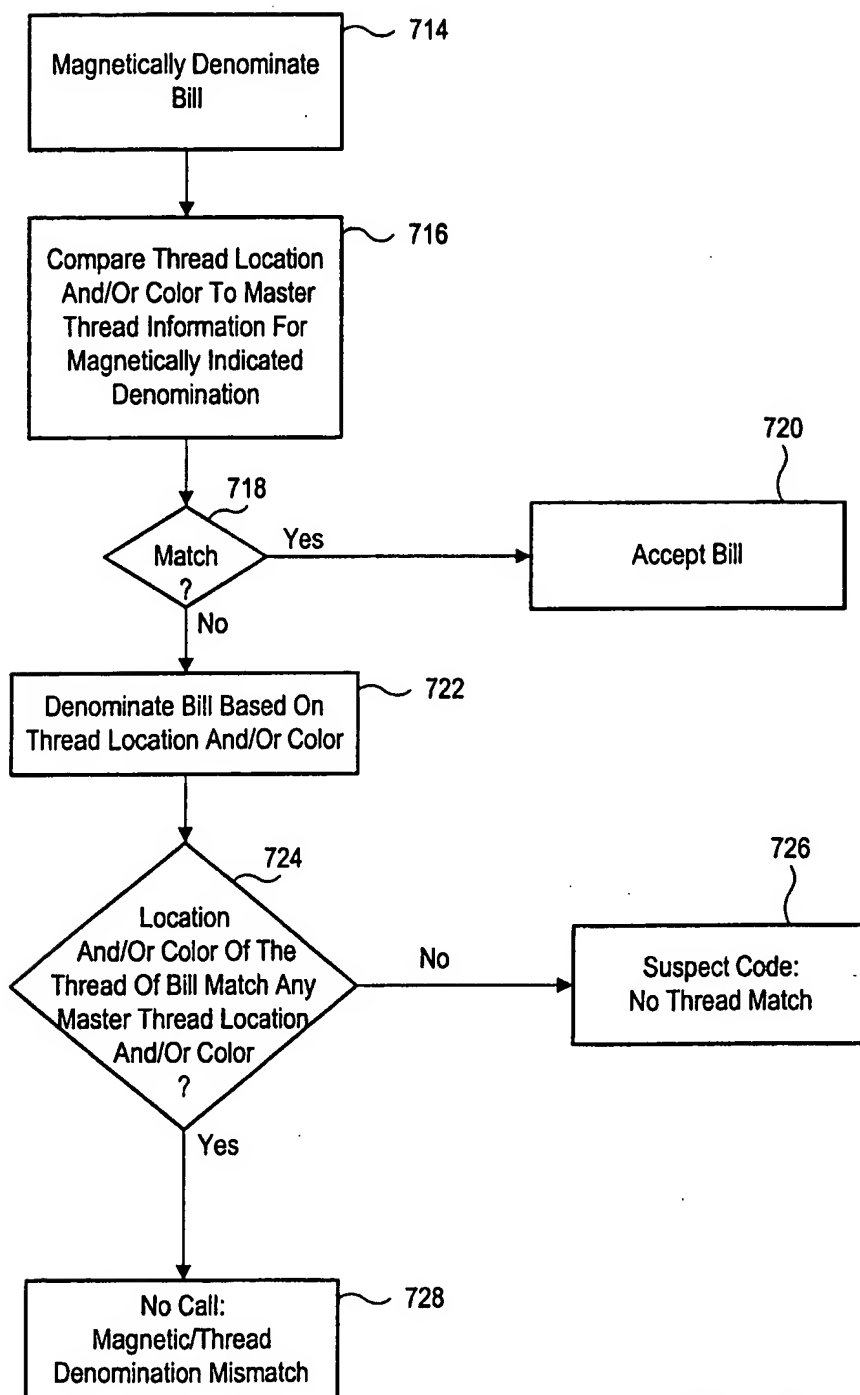 714
Magnetically Denominate
Bill
716
Compare Thread Location
And/Or Color To Master
Thread Information For
Magnetically Indicated
Denomination
718
720
Match
?
Yes
Accept Bill
No
722
Denominate Bill Based On
Thread Location And/Or Color
724
726
Location
And/Or Color Of The
Thread Of Bill Match Any
Master Thread Location
And/Or Color
?
No
Suspect Code:
No Thread Match
Yes
728
No Call:
Magnetic/Thread
Denomination Mismatch